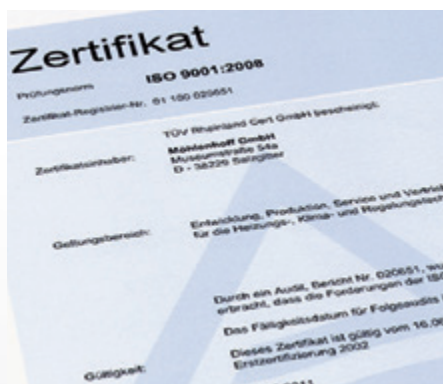 Zertifikat
Prüfungsnorm ISO 9001:2008
Zertifikat-Registrier-Nr. 01 100 020651
TÜV Rheinland Cert GmbH bescheinigt:
Zertifikatsinhaber: Möhlenhoff GmbH
Museumstraße 54a
D - 38229 Salzgitter
Geltungsbereich: Entwicklung, Produktion, Service und Vertrieb
für die Heizungs-, Klima- und Regelungstech
Durch ein Audit, Bericht Nr. 020651, wu
erbracht, dass die Forderungen der ISO
Das Fälligkeitsdatum für Folgeaudits
Gültigkeit: Dieses Zertifikat ist gültig vom 16.0
Erstzertifizierung 2002